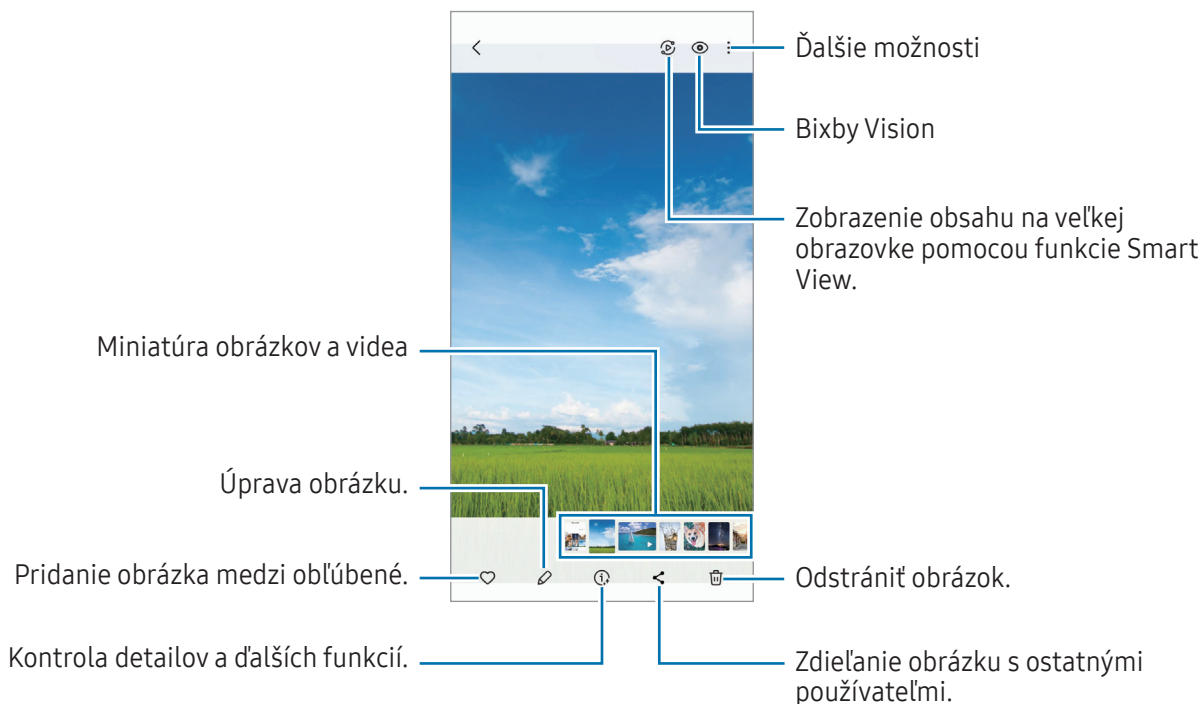 Ďalšie možnosti
Bixby Vision
Zobrazenie obsahu na veľkej
obrazovke pomocou funkcie Smart
View.
Miniatúra obrázkov a videa
Úprava obrázku.
Pridanie obrázka medzi obľúbené.
Odstrániť obrázok.
Kontrola detailov a ďalších funkcií.
Zdieľanie obrázku s ostatnými
používateľmi.